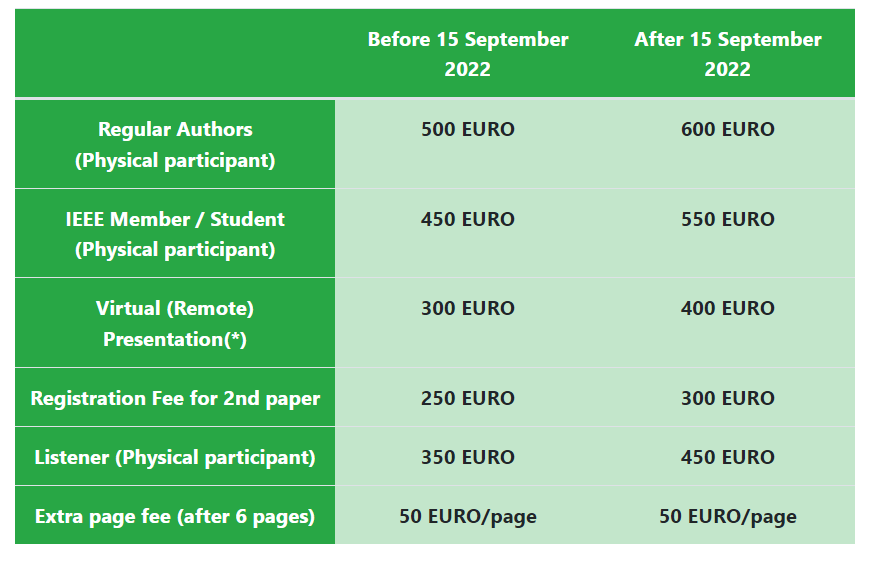 Before 15 September
2022
After 15 September
2022
Regular Authors
(Physical participant)
500 EURO
600 EURO
IEEE Member / Student
(Physical participant)
450 EURO
550 EURO
Virtual (Remote)
Presentation(*)
300 EURO
400 EURO
Registration Fee for 2nd paper
250 EURO
300 EURO
Listener (Physical participant)
350 EURO
450 EURO
Extra page fee (after 6 pages)
50 EURO/page
50 EURO/page